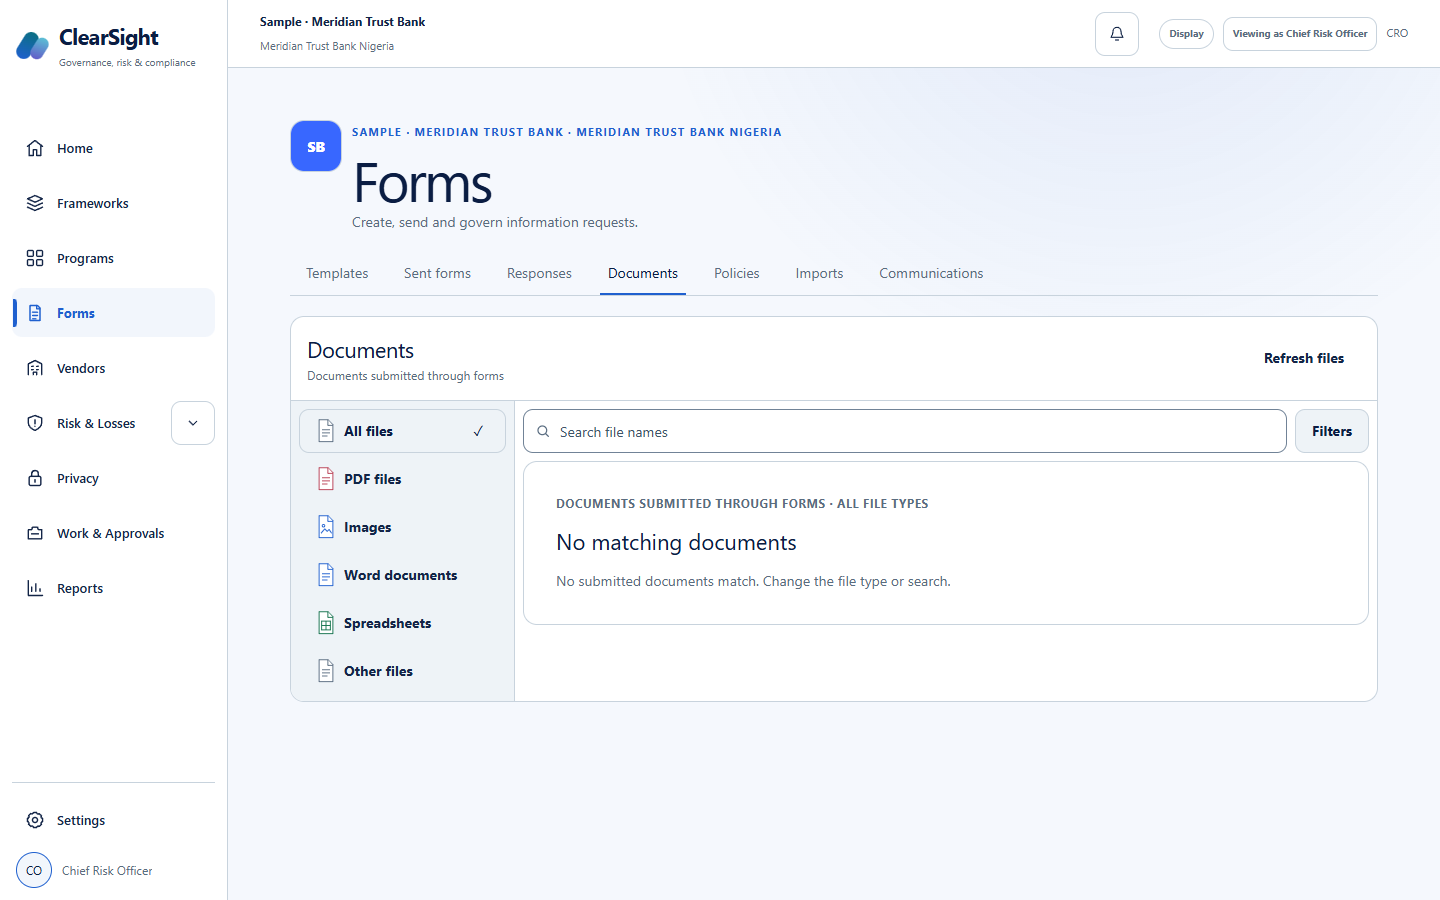 ClearSight
Governance, risk & compliance
Home
Frameworks
Programs
Forms
Vendors
Risk & Losses
Privacy
Work & Approvals
Reports
Settings
CO
Chief Risk Officer
Sample · Meridian Trust Bank
Meridian Trust Bank Nigeria
Display
Viewing as Chief Risk Officer
CRO
SB
SAMPLE · MERIDIAN TRUST BANK · MERIDIAN TRUST BANK NIGERIA
Forms
Create, send and govern information requests.
Templates
Sent forms
Responses
Documents
Policies
Imports
Communications
Documents
Documents submitted through forms
Refresh files
All files
PDF files
Images
Word documents
Spreadsheets
Other files
Search file names
Filters
DOCUMENTS SUBMITTED THROUGH FORMS · ALL FILE TYPES
No matching documents
No submitted documents match. Change the file type or search.